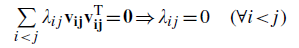 ∑_{i<j} λ_{ij} **v_{ij}** **v_{ij}^T** = **0** ⇒ λ_{ij} = 0 (∀i<j)